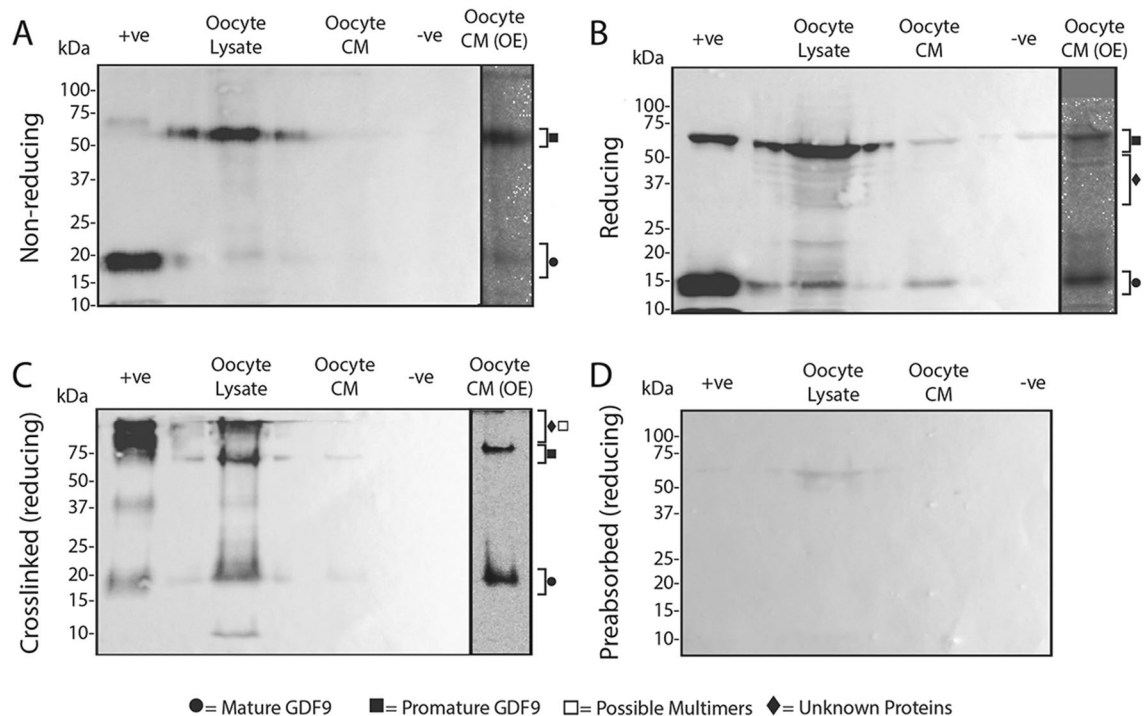 A
kDa
+ve
Oocyte
Lysate
Oocyte
CM
-ve
Oocyte
CM (OE)
Non-reducing
100-
75-
50-
37-
25-
20-
15-
10-
■
●
B
kDa
+ve
Oocyte
Lysate
Oocyte
CM
-ve
Oocyte
CM (OE)
Reducing
100-
75-
50-
37-
25-
20-
15-
10-
■
♦
●
C
kDa
+ve
Oocyte
Lysate
Oocyte
CM
-ve
Oocyte
CM (OE)
Crosslinked (reducing)
75-
50-
37-
25-
20-
15-
10-
♦□
■
●
D
kDa
+ve
Oocyte
Lysate
Oocyte
CM
-ve
Preabsorbed (reducing)
100-
75-
50-
37-
25-
20-
15-
10-
●= Mature GDF9 ■= Promature GDF9 □= Possible Multimers ♦= Unknown Proteins